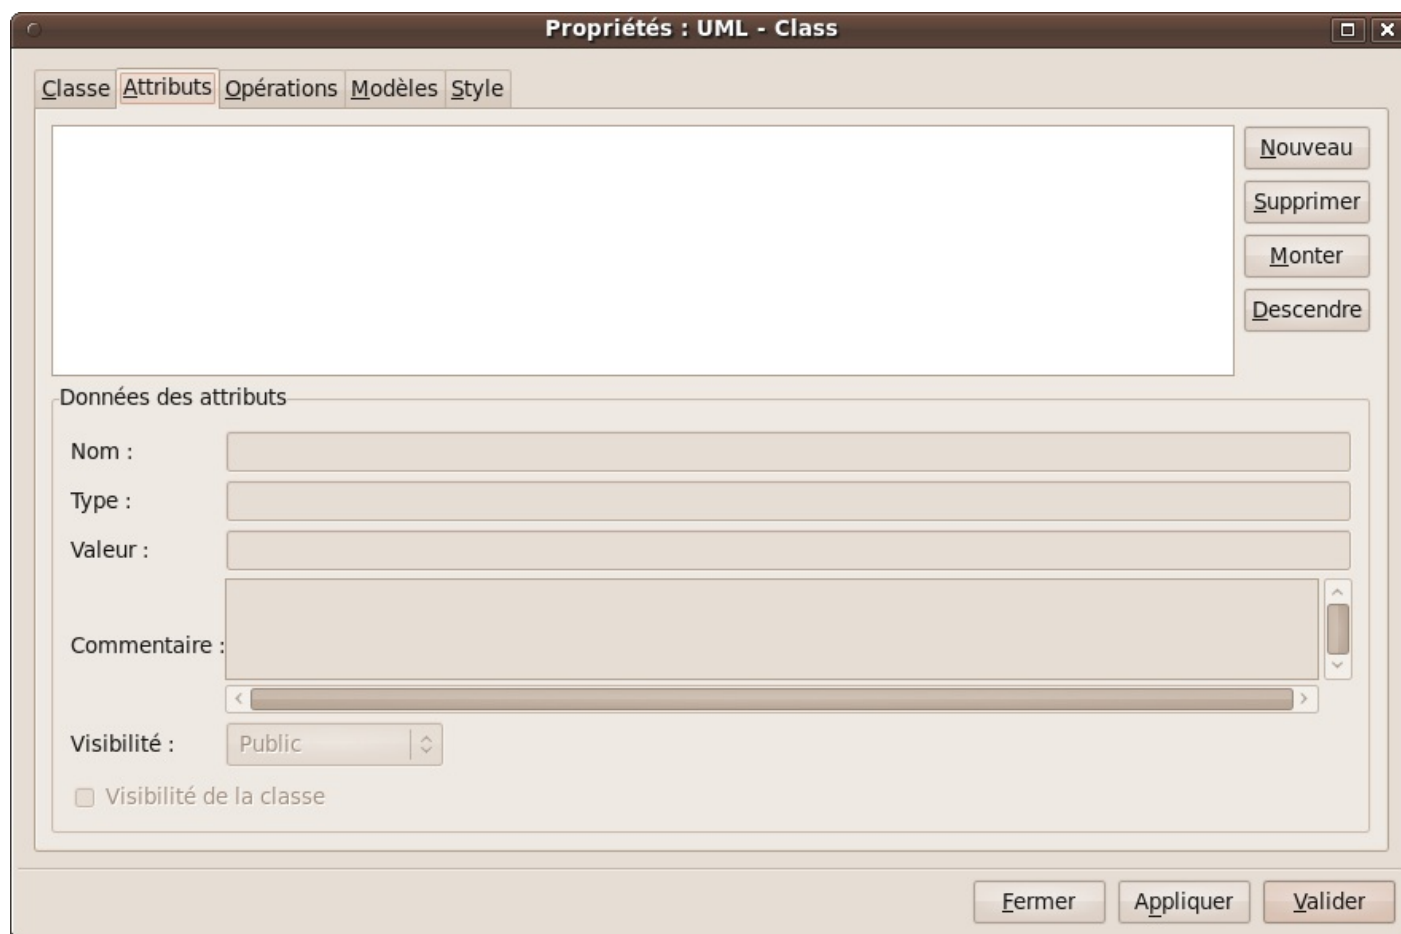 Propriétés : UML - Class
Classe Attributs Opérations Modèles Style
Nouveau
Supprimer
Monter
Descendre
Données des attributs
Nom :
Type :
Valeur :
Commentaire :
Visibilité : Public
Visibilité de la classe
Fermer Appliquer Valider